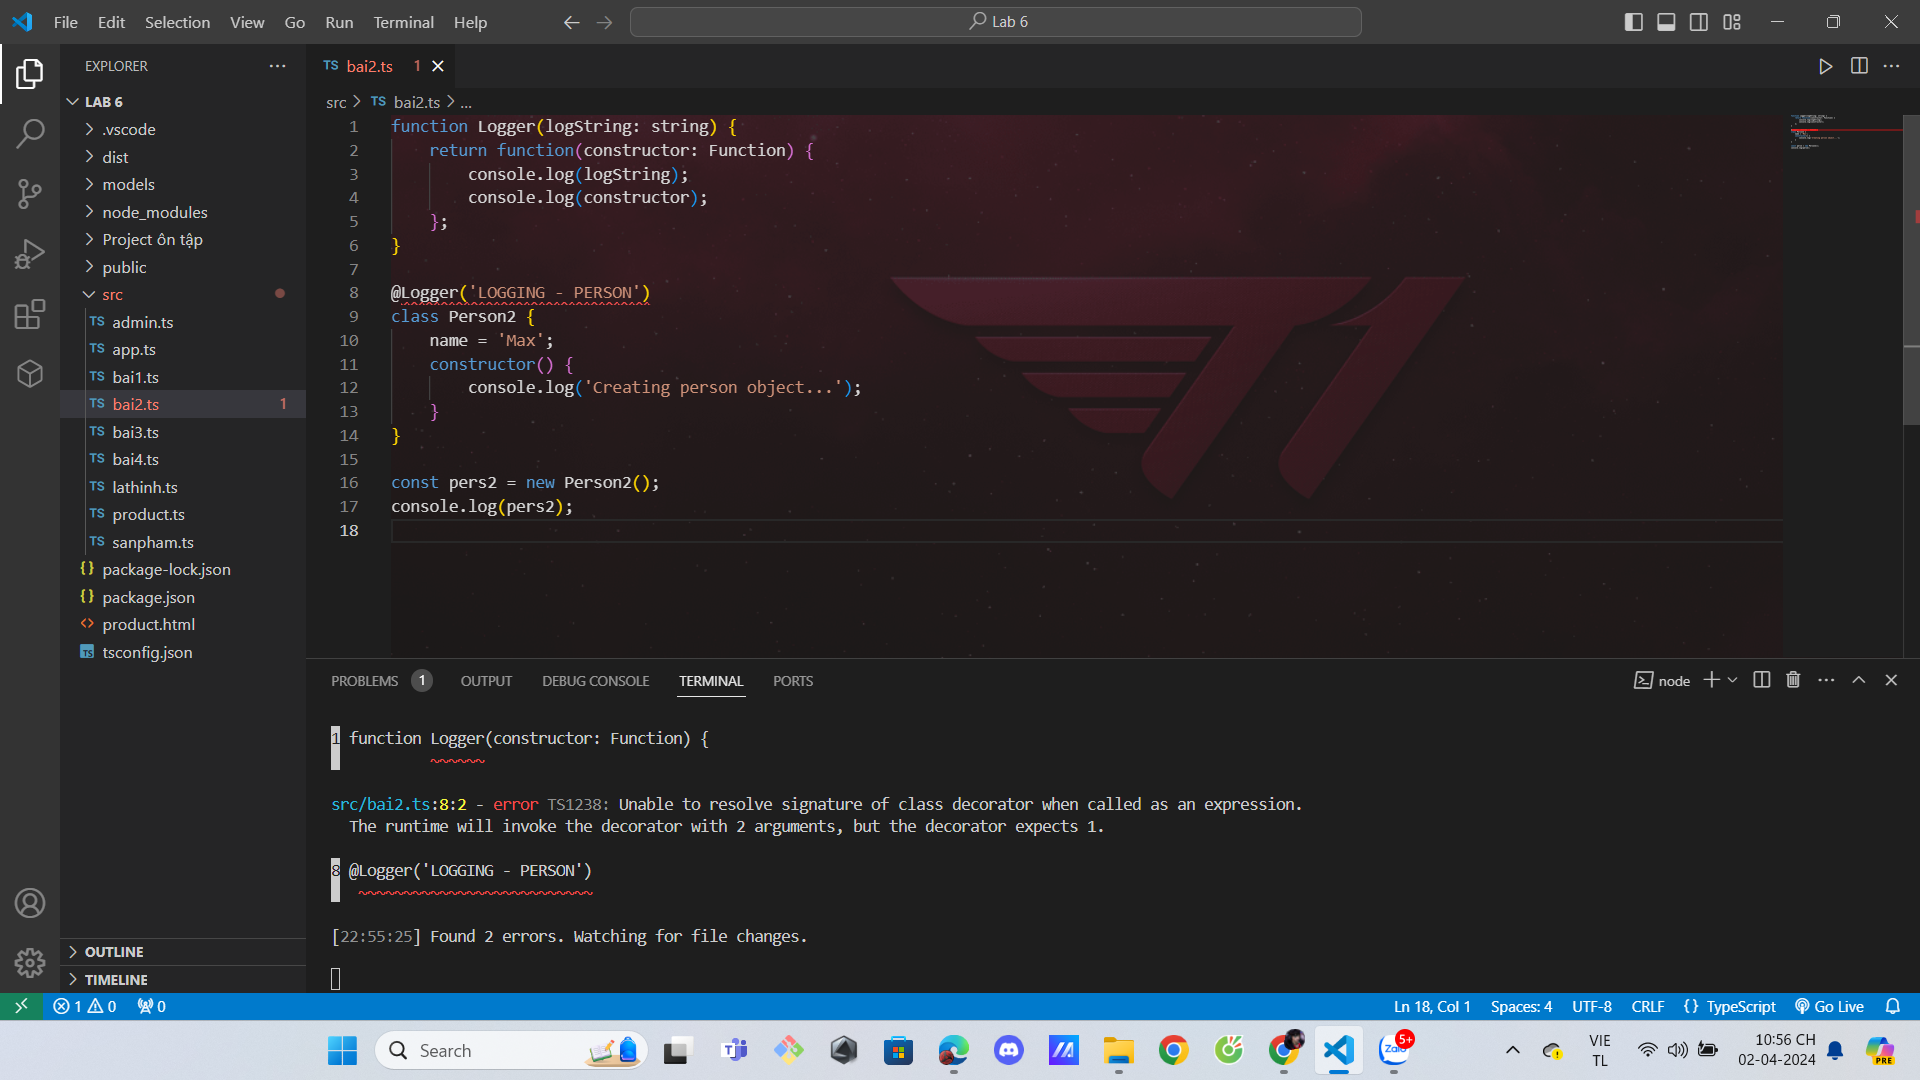 File Edit Selection View Go Run Terminal Help
Lab 6
EXPLORER
LAB 6
.vscode
dist
models
node_modules
Project ôn tập
public
src
TS admin.ts
TS app.ts
TS bai1.ts
TS bai2.ts 1
TS bai3.ts
TS bai4.ts
TS lathinh.ts
TS product.ts
TS sanpham.ts
{} package-lock.json
{} package.json
<> product.html
TS tsconfig.json
OUTLINE
TIMELINE
TS bai2.ts 1
src > TS bai2.ts > ...
1 function Logger(logString: string) {
2 return function(constructor: Function) {
3 console.log(logString);
4 console.log(constructor);
5 };
6 }
7
8 @Logger('LOGGING - PERSON')
9 class Person2 {
10 name = 'Max';
11 constructor() {
12 console.log('Creating person object...');
13 }
14 }
15
16 const pers2 = new Person2();
17 console.log(pers2);
18
T1
PROBLEMS 1 OUTPUT DEBUG CONSOLE TERMINAL PORTS
node
1 function Logger(constructor: Function) {
src/bai2.ts:8:2 - error TS1238: Unable to resolve signature of class decorator when called as an expression.
The runtime will invoke the decorator with 2 arguments, but the decorator expects 1.
8 @Logger('LOGGING - PERSON')
[22:55:25] Found 2 errors. Watching for file changes.
1 0 0
Ln 18, Col 1 Spaces: 4 UTF-8 CRLF {} TypeScript Go Live
Search
Zalo
5+
VIE
TL
10:56 CH
02-04-2024
PRE